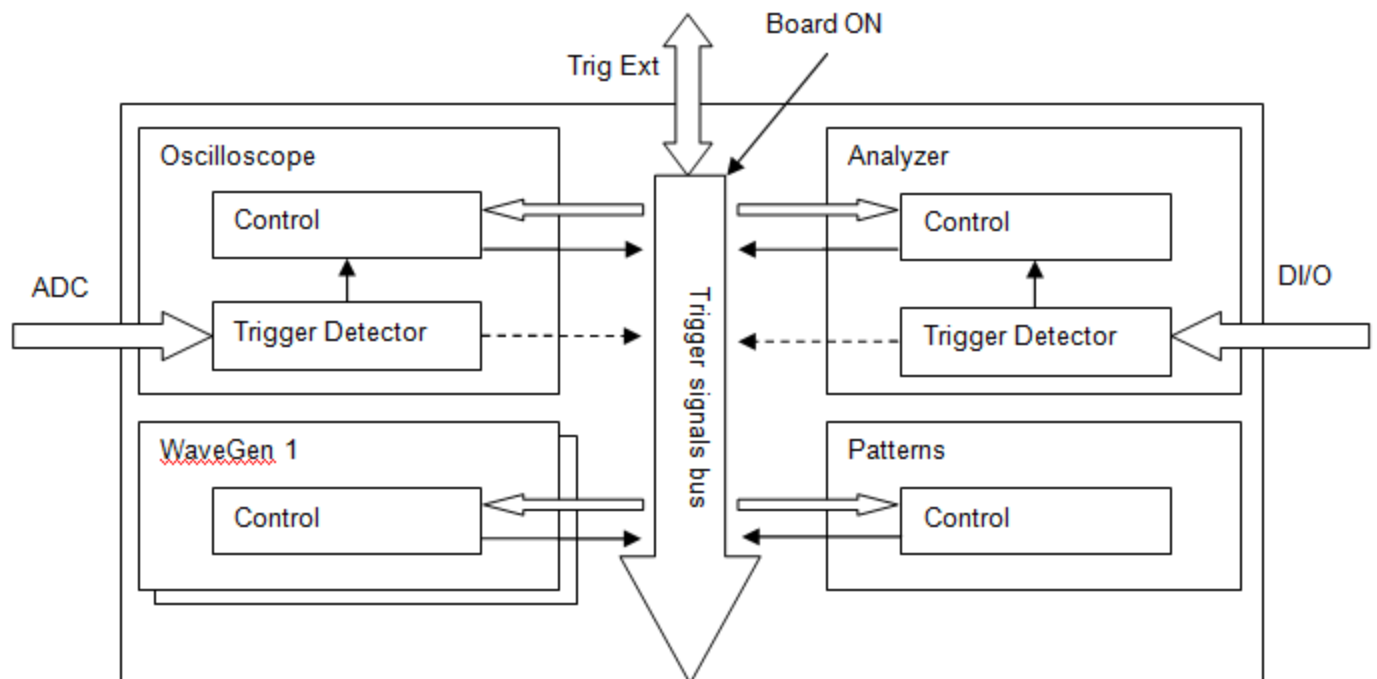 Board ON
Trig Ext
Oscilloscope
Analyzer
Control
Control
ADC
DI/O
Trigger Detector
Trigger Detector
Trigger signals bus
WaveGen 1
Patterns
Control
Control